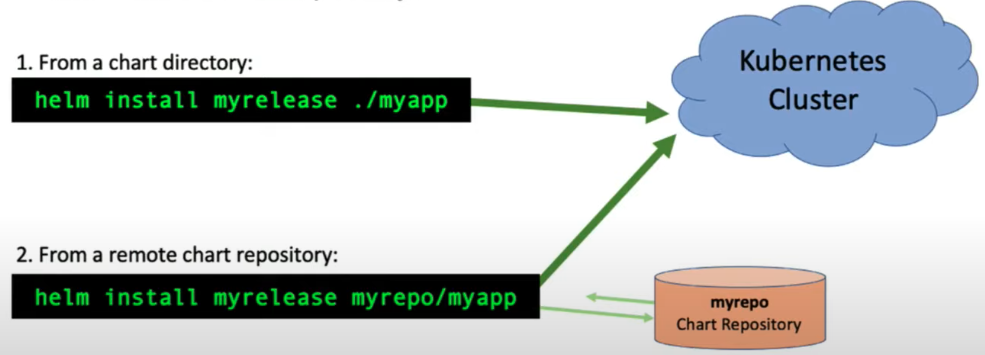 1. From a chart directory:
helm install myrelease ./myapp
Kubernetes
Cluster
2. From a remote chart repository:
helm install myrelease myrepo/myapp
myrepo
Chart Repository